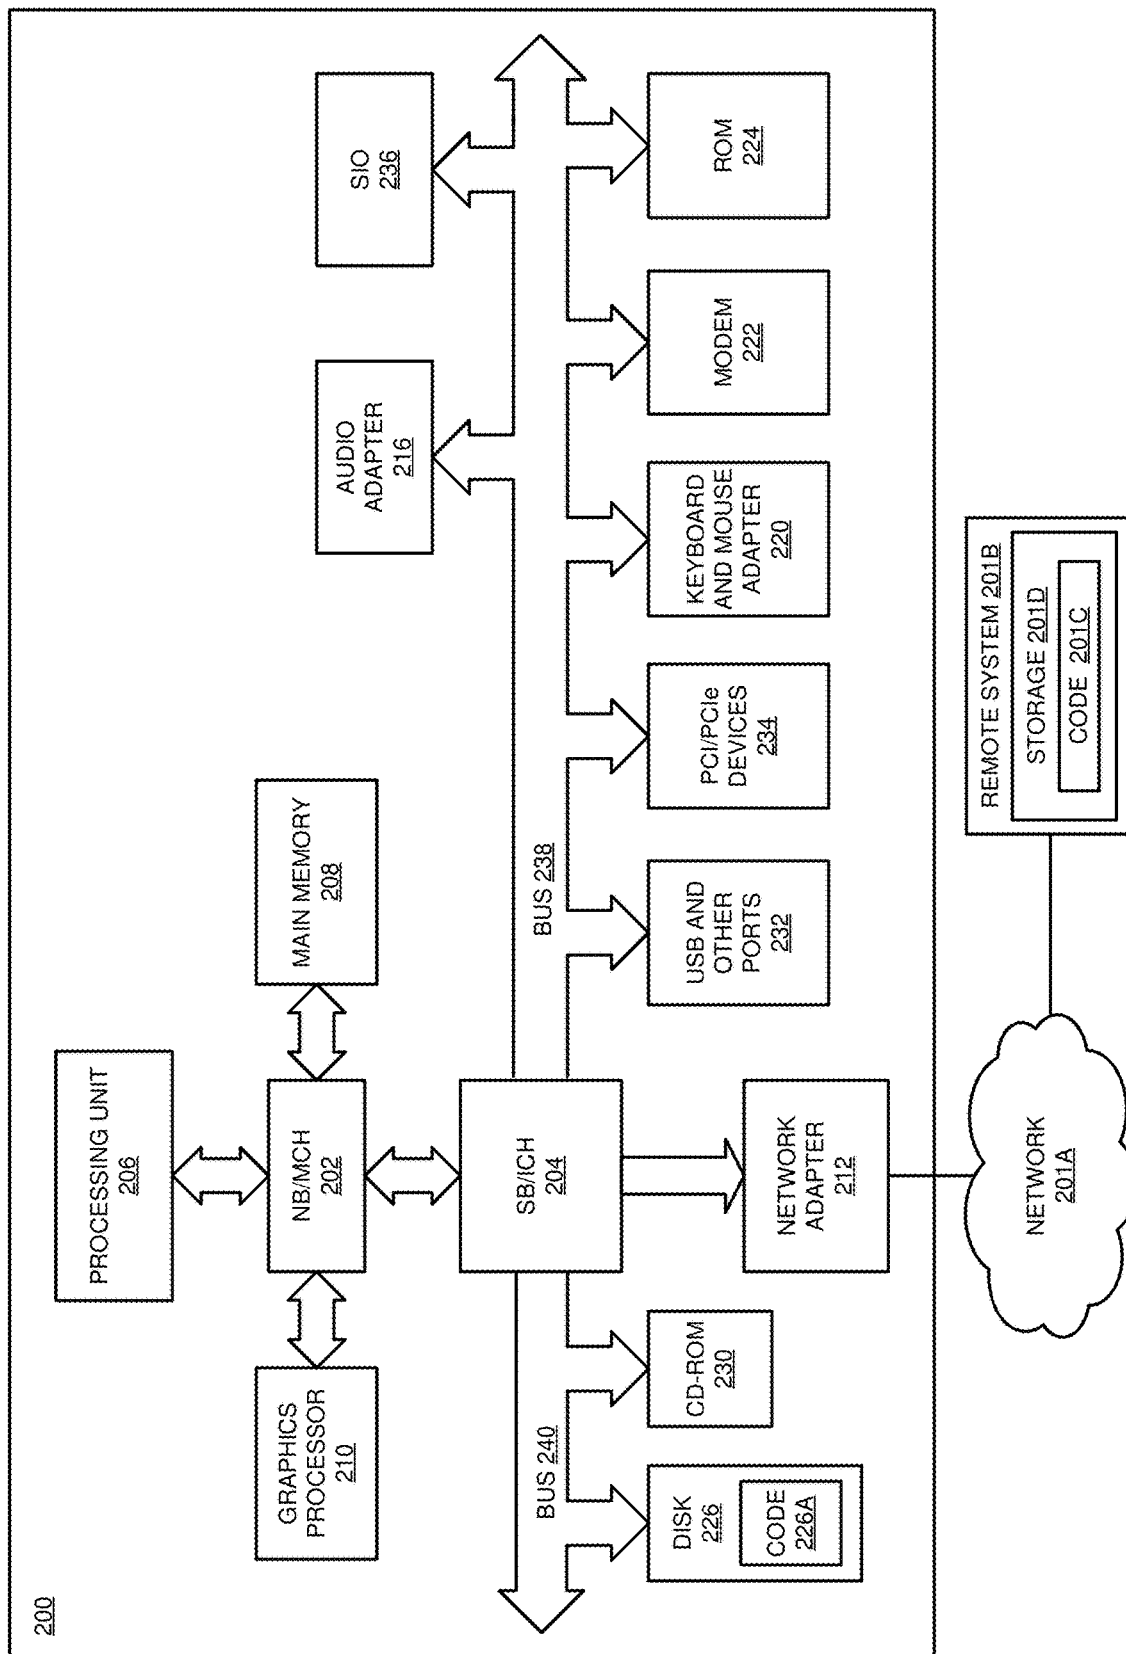 200
PROCESSING UNIT
206
GRAPHICS
PROCESSOR
210
NB/MCH
202
MAIN MEMORY
208
AUDIO
ADAPTER
216
SIO
236
SB/ICH
204
BUS 240
BUS 238
DISK
226
CODE
226A
CD-ROM
230
NETWORK
ADAPTER
212
USB AND
OTHER
PORTS
232
PCI/PCIe
DEVICES
234
KEYBOARD
AND MOUSE
ADAPTER
220
MODEM
222
ROM
224
NETWORK
201A
REMOTE SYSTEM 201B
STORAGE 201D
CODE 201C